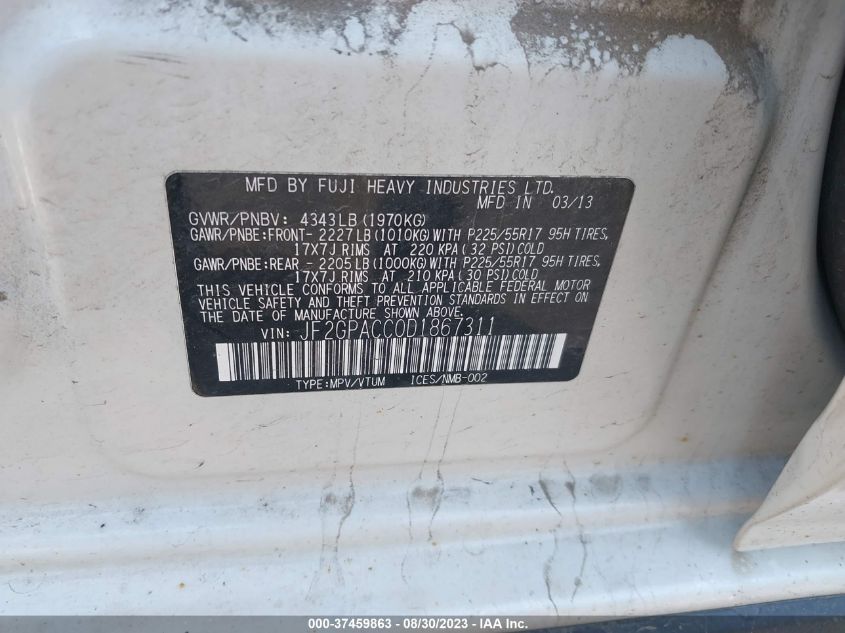 MFD BY FUJI HEAVY INDUSTRIES LTD.
MFD IN 03/13
GVWR/PNBV: 4343LB(1970KG)
GAWR/PNBE:FRONT- 2227LB(1010KG)WITH P225/55R17 95H TIRES,
17X7J RIMS AT 220 KPA(32 PSI)COLD
GAWR/PNBE:REAR - 2205LB(1000KG)WITH P225/55R17 95H TIRES,
17X7J RIMS AT 210 KPA(30 PSI)COLD
THIS VEHICLE CONFORMS TO ALL APPLICABLE FEDERAL MOTOR
VEHICLE SAFETY AND THEFT PREVENTION STANDARDS IN EFFECT ON
THE DATE OF MANUFACTURE SHOWN ABOVE.
VIN: JF2GPACC0D1867311
TYPE:MPV/VTUM ICES/NMB-002
000-37459863 - 08/30/2023 - IAA Inc.